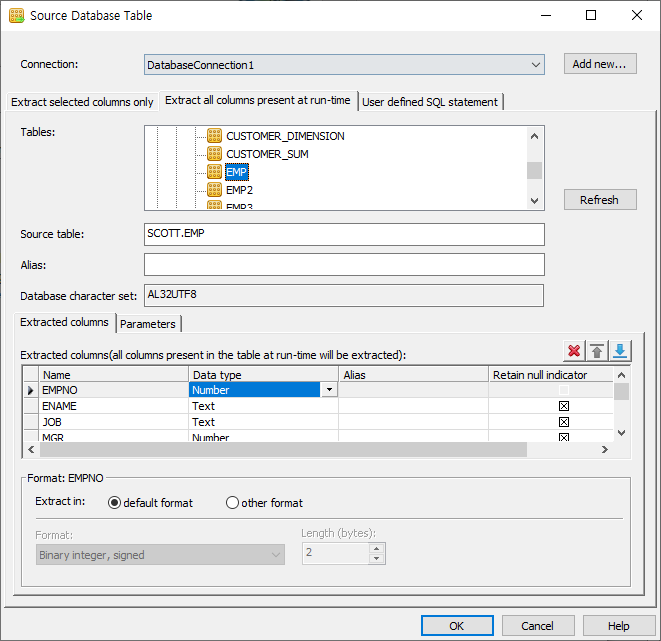 Source Database Table
Connection:
DatabaseConnection1
Add new...
Extract selected columns only
Extract all columns present at run-time
User defined SQL statement
Tables:
CUSTOMER_DIMENSION
CUSTOMER_SUM
EMP
EMP2
EMP3
Refresh
Source table:
SCOTT.EMP
Alias:
Database character set:
AL32UTF8
Extracted columns
Parameters
Extracted columns(all columns present in the table at run-time will be extracted):
Name Data type Alias Retain null indicator
EMPNO Number
ENAME Text
JOB Text
MGR Number
Format: EMPNO
Extract in: default format other format
Format:
Length (bytes):
Binary integer, signed
2
OK
Cancel
Help